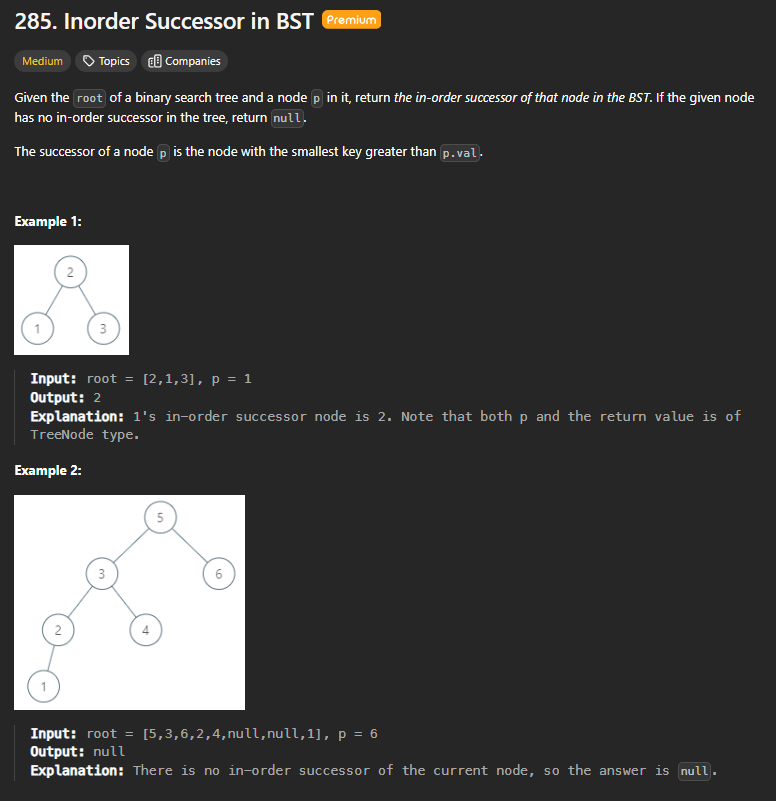 285. Inorder Successor in BST Premium
Medium Topics Companies
Given the root of a binary search tree and a node p in it, return the in-order successor of that node in the BST. If the given node
has no in-order successor in the tree, return null.
The successor of a node p is the node with the smallest key greater than p.val.
Example 1:
2
1 3
Input: root = [2,1,3], p = 1
Output: 2
Explanation: 1's in-order successor node is 2. Note that both p and the return value is of
TreeNode type.
Example 2:
5
3 6
2 4
1
Input: root = [5,3,6,2,4,null,null,1], p = 6
Output: null
Explanation: There is no in-order successor of the current node, so the answer is null.